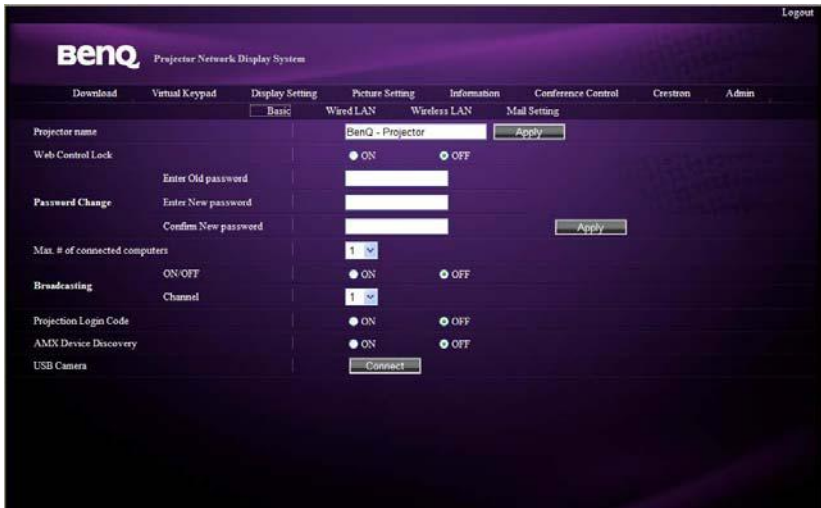 Logout
BenQ Projector Network Display System
Download Virtual Keypad Display Setting Picture Setting Information Conference Control Crestron Admin
Basic Wired LAN Wireless LAN Mail Setting
Projector name BenQ - Projector Apply
Web Control Lock ON OFF
Enter Old password
Password Change Enter New password
Confirm New password Apply
Max. # of connected computers 1
ON/OFF ON OFF
Broadcasting
Channel 1
Projection Login Code ON OFF
AMX Device Discovery ON OFF
USB Camera Connect